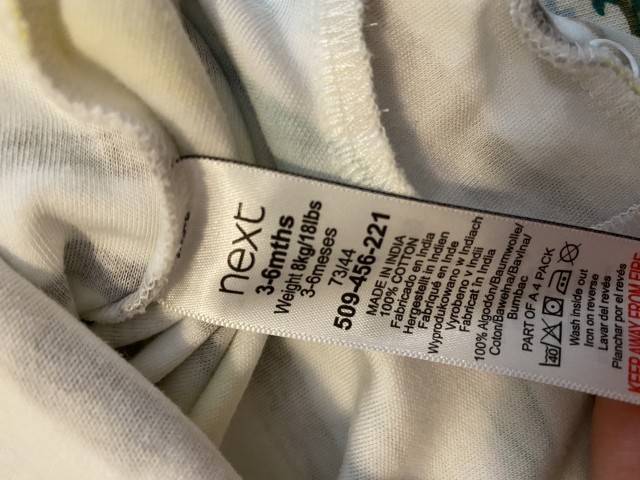 next
3-6mths
Weight 8kg/18lbs
3-6meses
73/44
509-456-221
MADE IN INDIA
100% COTTON
Fabricado en India
Hergestellt in Indien
Fabriqué en Inde
Wyprodukowano w Indiach
Vyrobeno v Indii
Fabricat în India
100% Algodón/Baumwolle/
Coton/Bawełna/Bavlna/
Bumbac
PART OF A 4 PACK
40
Wash inside out
Iron on reverse
Lavar del revés
Planchar por el revés
KEEP AWAY FROM FIRE